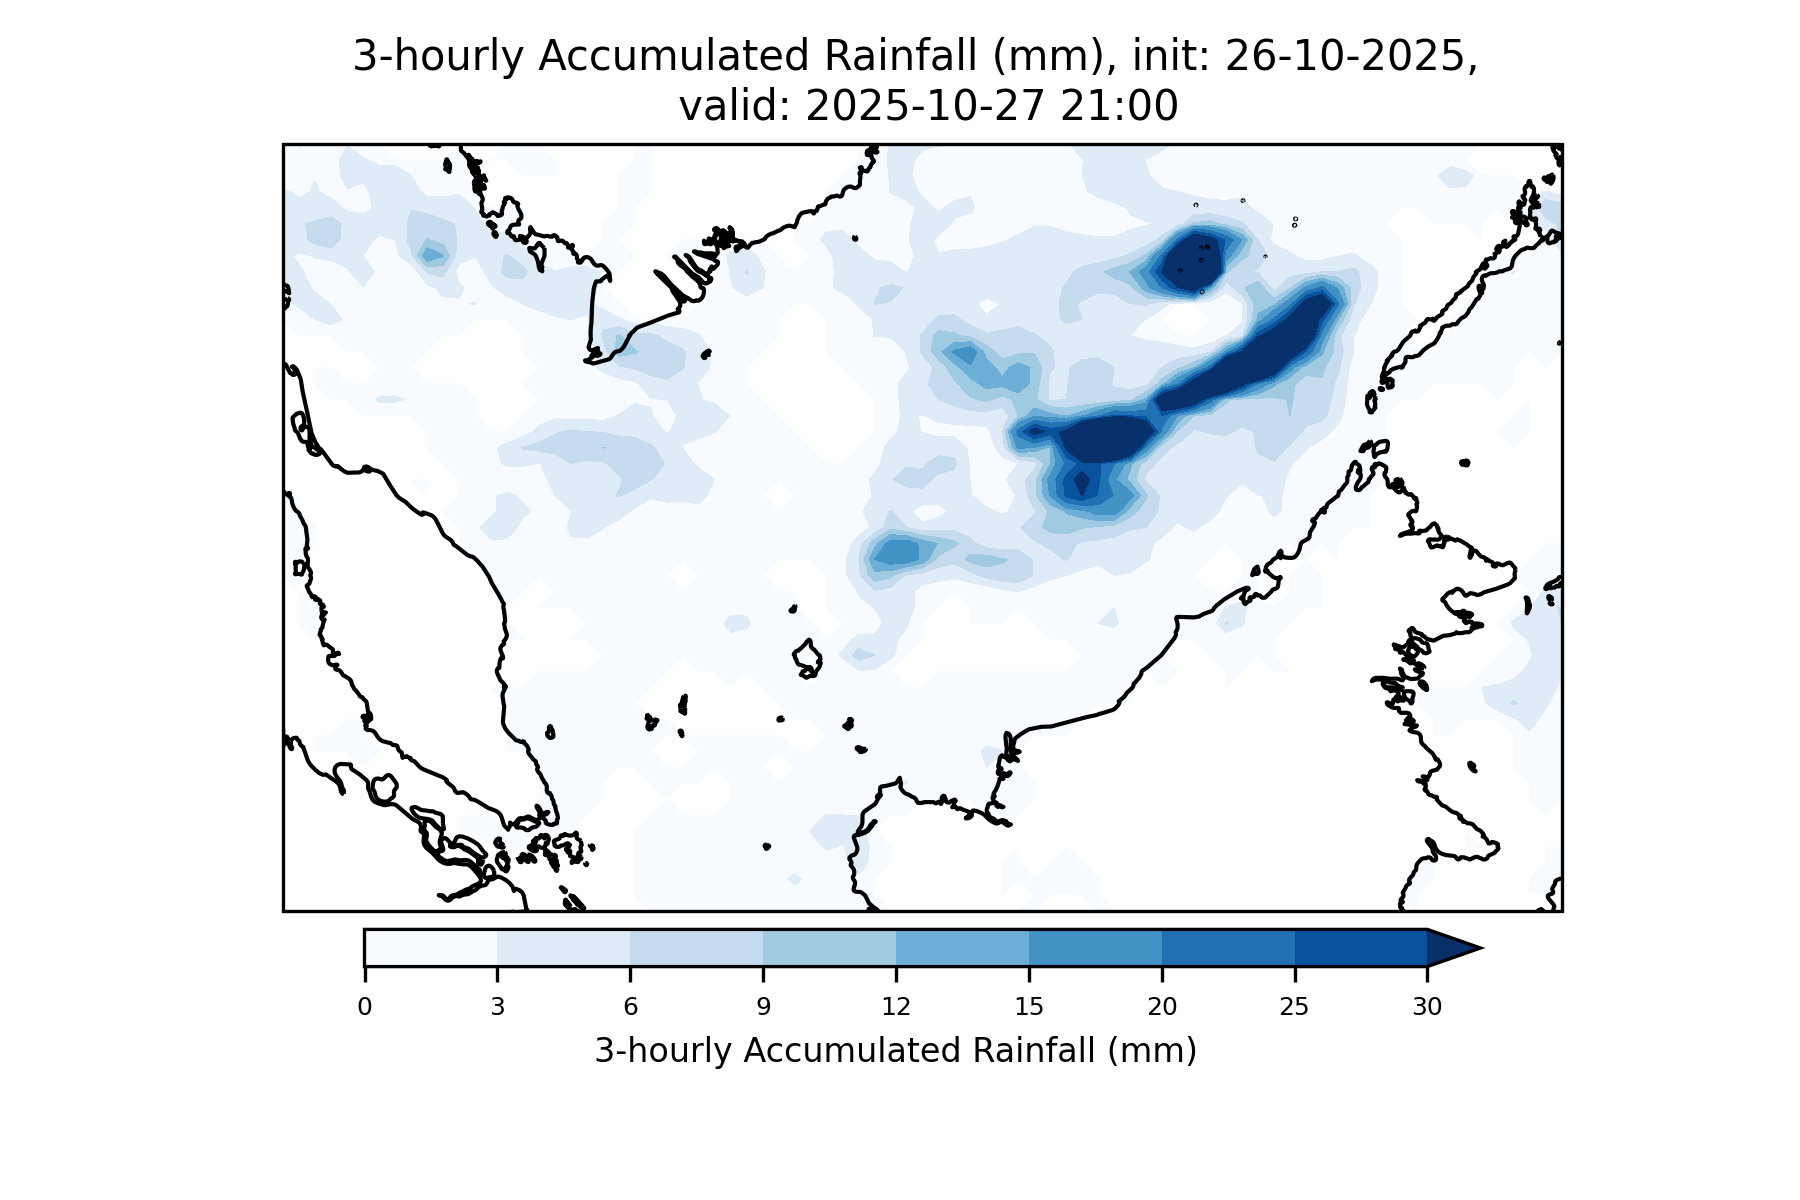 3-hourly Accumulated Rainfall (mm), init: 26-10-2025,
valid: 2025-10-27 21:00
0 3 6 9 12 15 20 25 30
3-hourly Accumulated Rainfall (mm)